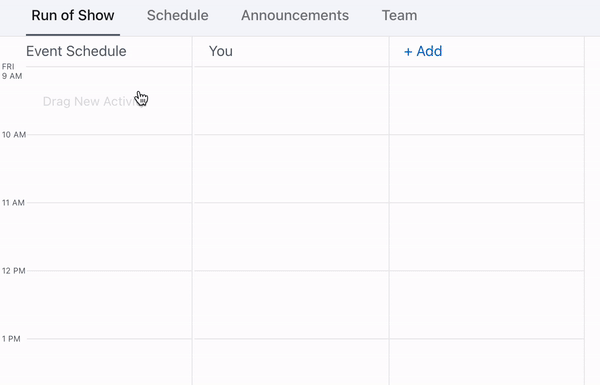 Run of Show Schedule Announcements Team
Event Schedule You + Add
FRI
9 AM
Drag New Activi
10 AM
11 AM
12 PM
1 PM